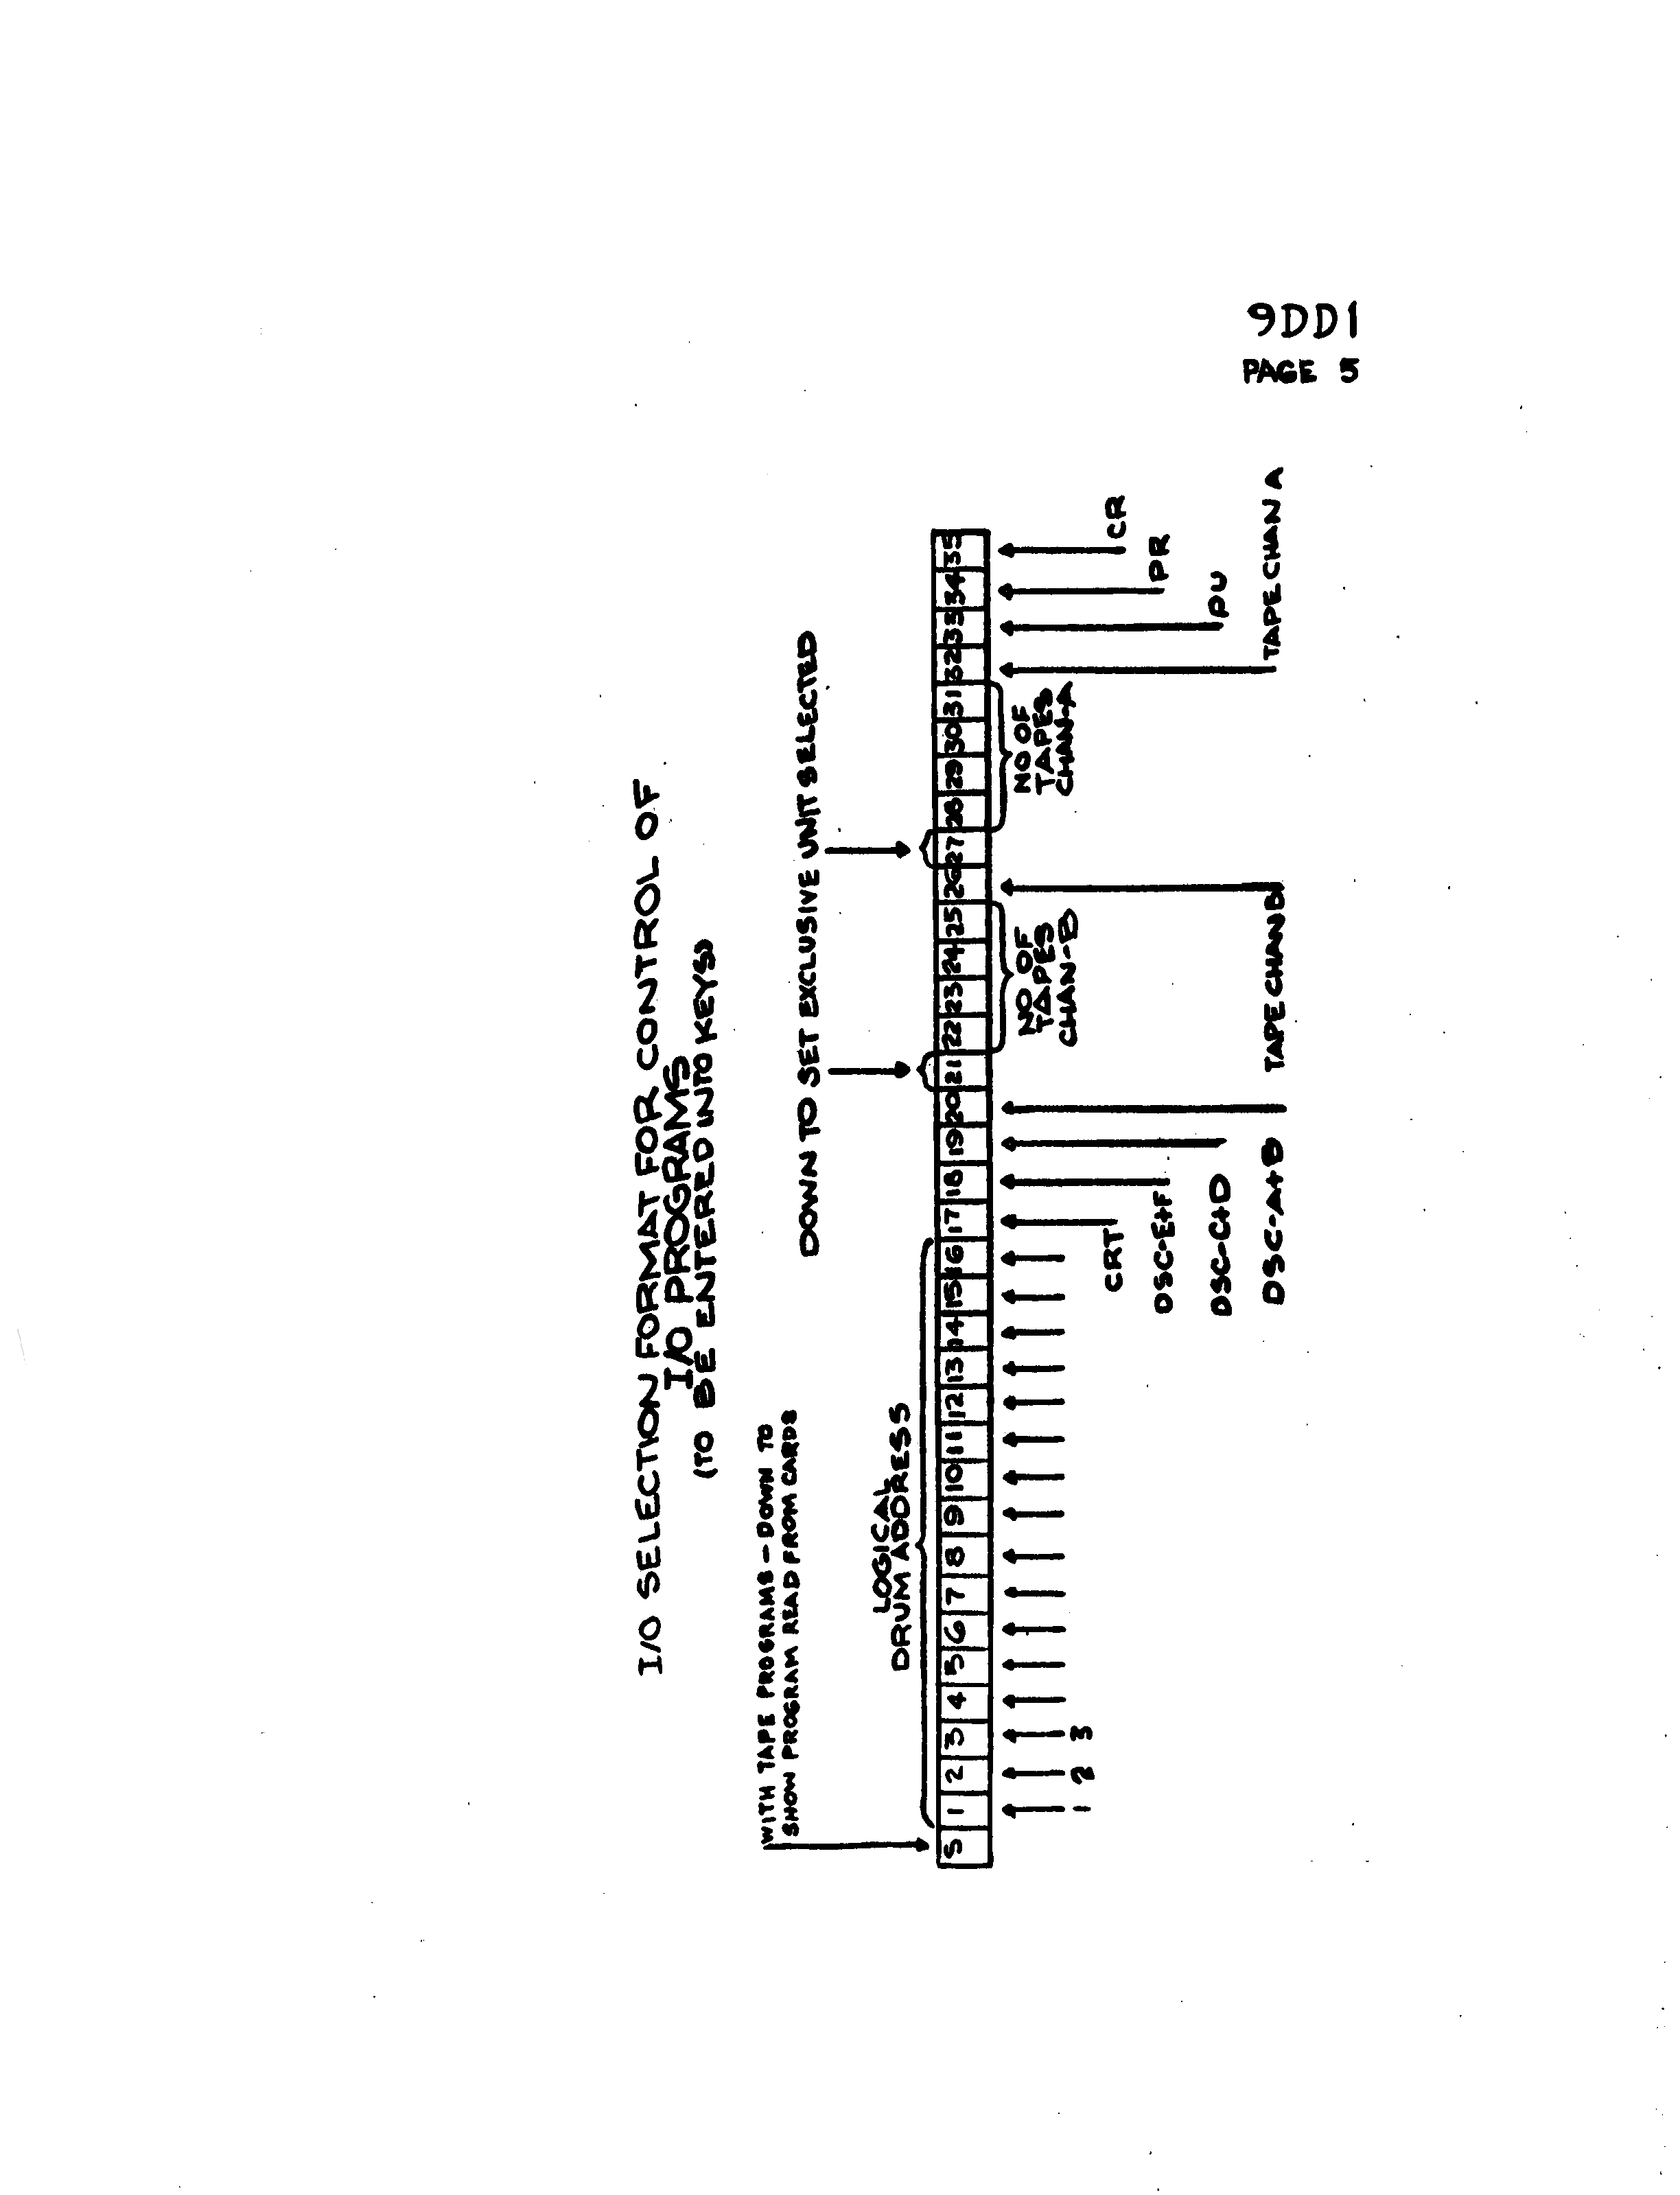 9DD1
PAGE 5
I/O SELECTION FORMAT FOR CONTROL OF
I/O PROGRAMS
(TO BE ENTERED INTO KEYS)
WITH TAPE PROGRAMS - DOWN TO
SHOW PROGRAM READ FROM CARDS
DOWN TO SET EXCLUSIVE UNIT SELECTED
LOGICAL
DRUM ADDRESS
S 1 2 3 4 5 6 7 8 9 10 11 12 13 14 15 16 17 18 19 20 21 22 23 24 25 26 27 28 29 30 31 32 33 34 35
1 2 3
NO OF
TAPES
CHAN-B
NO OF
TAPES
CHAN-A
CRT
DSC-E+F
DSC-C+D
DSC-A+B
TAPE CHAN B
CR
PR
PU
TAPE CHAN A